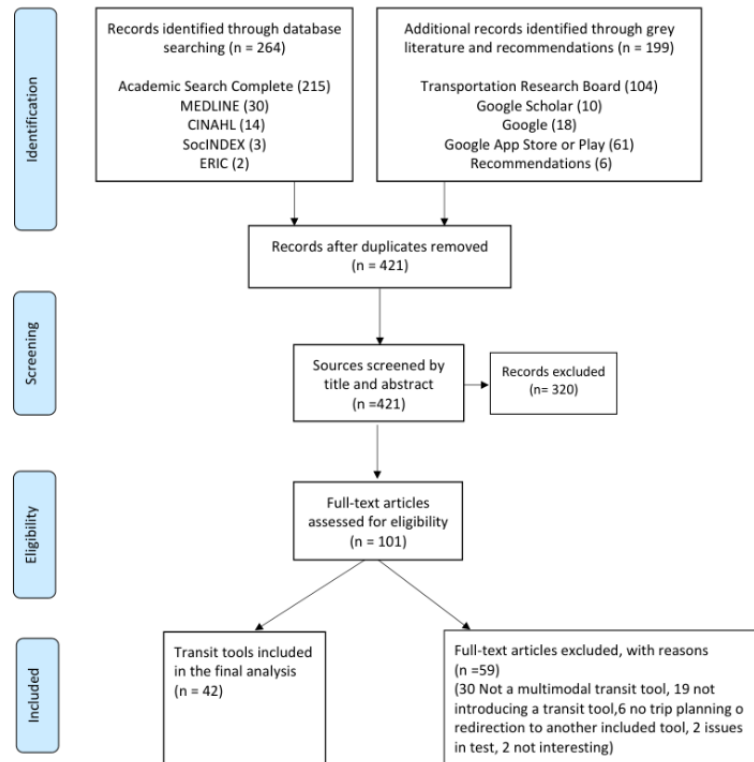 Identification
Records identified through database
searching (n = 264)
Academic Search Complete (215)
MEDLINE (30)
CINAHL (14)
SocINDEX (3)
ERIC (2)
Additional records identified through grey
literature and recommendations (n = 199)
Transportation Research Board (104)
Google Scholar (10)
Google (18)
Google App Store or Play (61)
Recommendations (6)
Records after duplicates removed
(n = 421)
Screening
Sources screened by
title and abstract
(n =421)
Records excluded
(n= 320)
Eligibility
Full-text articles
assessed for eligibility
(n = 101)
Included
Transit tools included
in the final analysis
(n = 42)
Full-text articles excluded, with reasons
(n =59)
(30 Not a multimodal transit tool, 19 not
introducing a transit tool,6 no trip planning o
redirection to another included tool, 2 issues
in test, 2 not interesting)